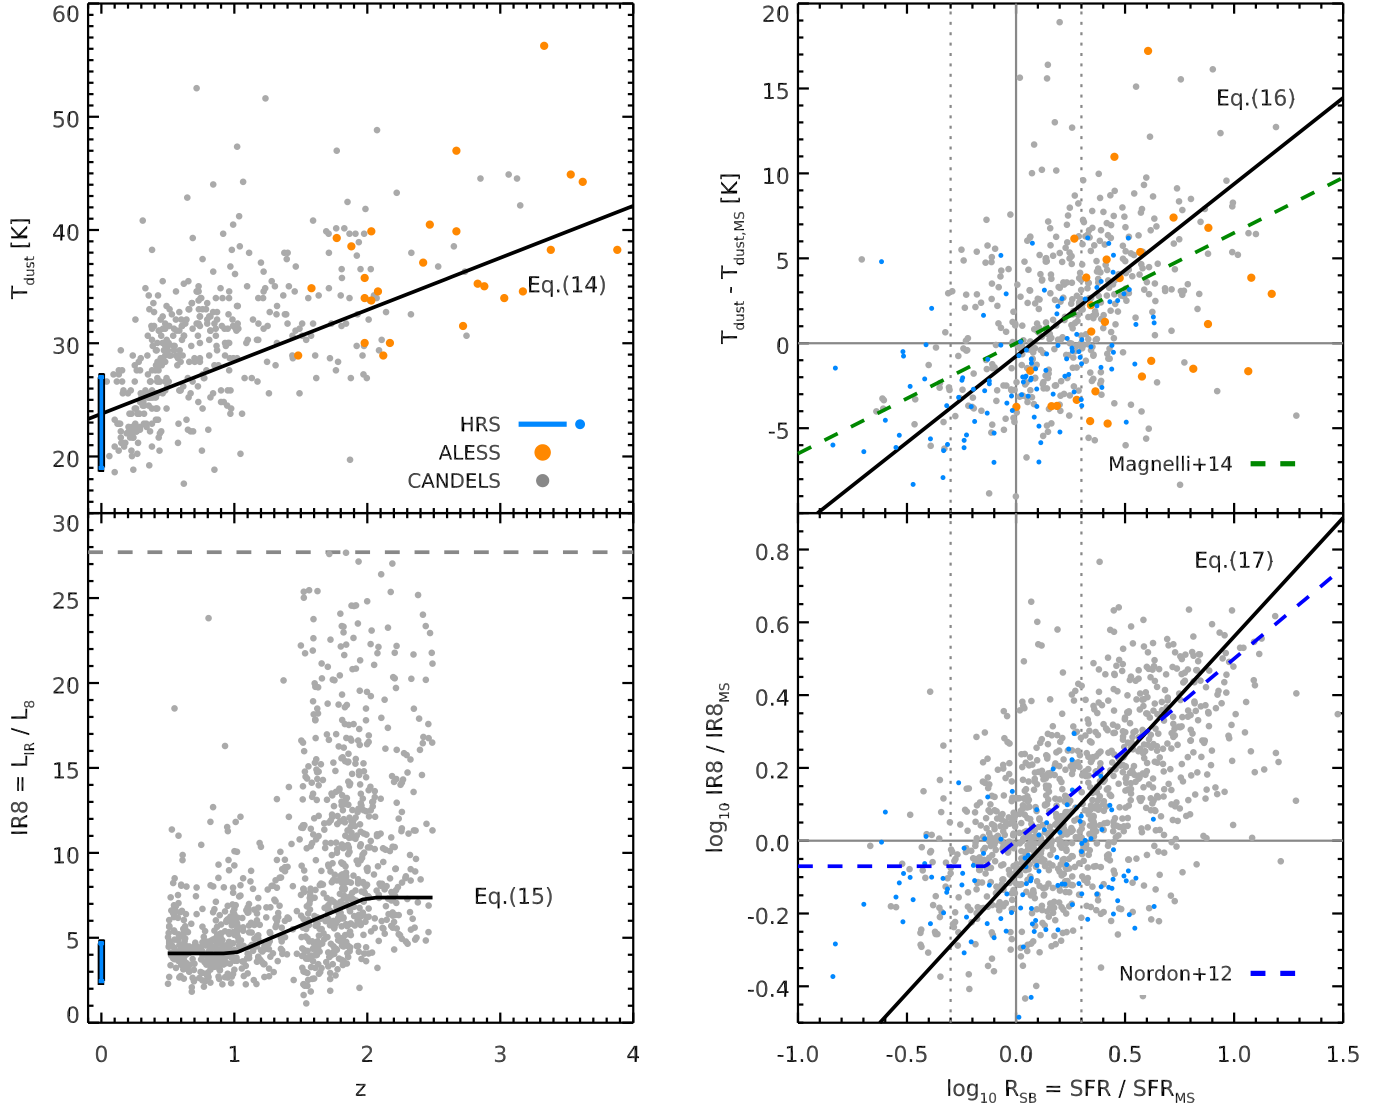 60
50
40
30
20
T_dust [K]
Eq.(14)
HRS
ALESS
CANDELS
20
15
10
5
0
-5
T_dust - T_dust,MS [K]
Eq.(16)
Magnelli+14
30
25
20
15
10
5
0
IR8 = L_IR / L_8
Eq.(15)
0 1 2 3 4
z
0.8
0.6
0.4
0.2
0.0
-0.2
-0.4
log_10 IR8 / IR8_MS
Eq.(17)
Nordon+12
-1.0 -0.5 0.0 0.5 1.0 1.5
log_10 R_SB = SFR / SFR_MS